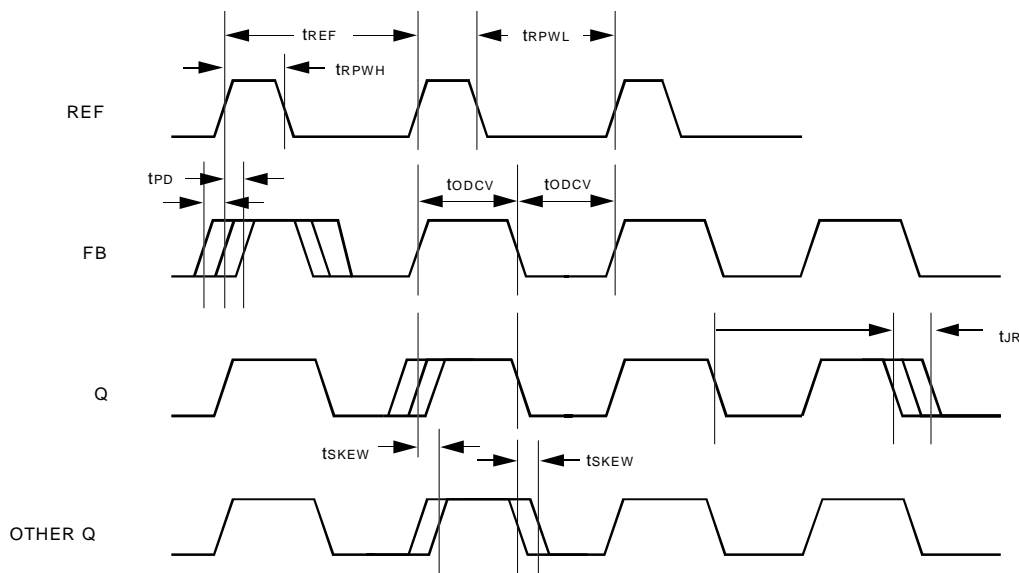 tREF
tRPWL
tRPWH
REF
tPD
tODCV
tODCV
FB
tJR
Q
tSKEW
tSKEW
OTHER Q